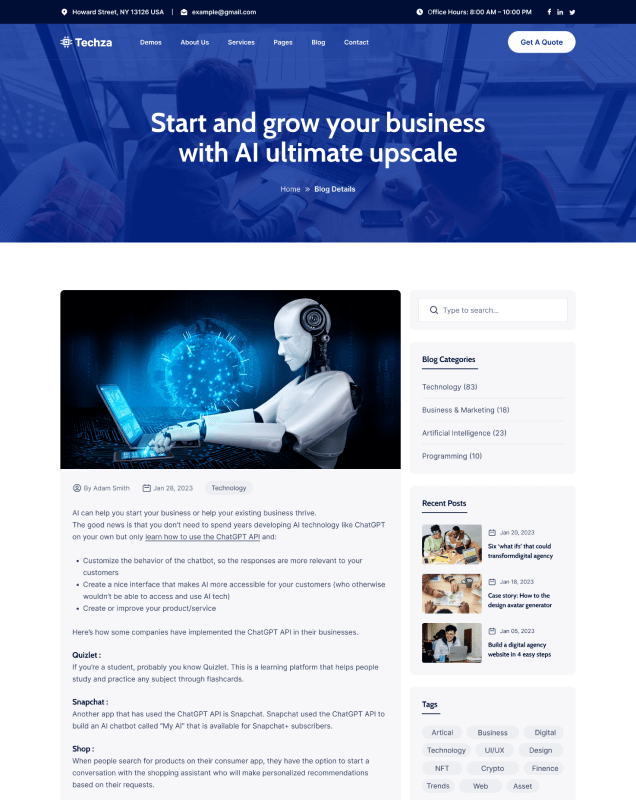 Howard Street, NY 13126 USA | example@gmail.com Office Hours: 8:00 AM – 10:00 PM
Techza Demos About Us Services Pages Blog Contact Get A Quote
Start and grow your business
with AI ultimate upscale
Home » Blog Details
Type to search...
Blog Categories
Technology (83)
Business & Marketing (18)
Artificial Intelligence (23)
Programming (10)
By Adam Smith Jan 28, 2023 Technology
AI can help you start your business or help your existing business thrive.
The good news is that you don't need to spend years developing AI technology like ChatGPT
on your own but only learn how to use the ChatGPT API and:
• Customize the behavior of the chatbot, so the responses are more relevant to your
customers
• Create a nice interface that makes AI more accessible for your customers (who otherwise
wouldn't be able to access and use AI tech)
• Create or improve your product/service
Here's how some companies have implemented the ChatGPT API in their businesses.
Quizlet :
If you're a student, probably you know Quizlet. This is a learning platform that helps people
study and practice any subject through flashcards.
Snapchat :
Another app that has used the ChatGPT API is Snapchat. Snapchat used the ChatGPT API to
build an AI chatbot called "My AI" that is available for Snapchat+ subscribers.
Shop :
When people search for products on their consumer app, they have the option to start a
conversation with the shopping assistant who will make personalized recommendations
based on their requests.
Recent Posts
Jan 20, 2023
Six 'what ifs' that could
transformdigital agency
Jan 18, 2023
Case story: How to the
design avatar generator
Jan 05, 2023
Build a digital agency
website in 4 easy steps
Tags
Artical Business Digital
Technology UI/UX Design
NFT Crypto Finence
Trends Web Asset